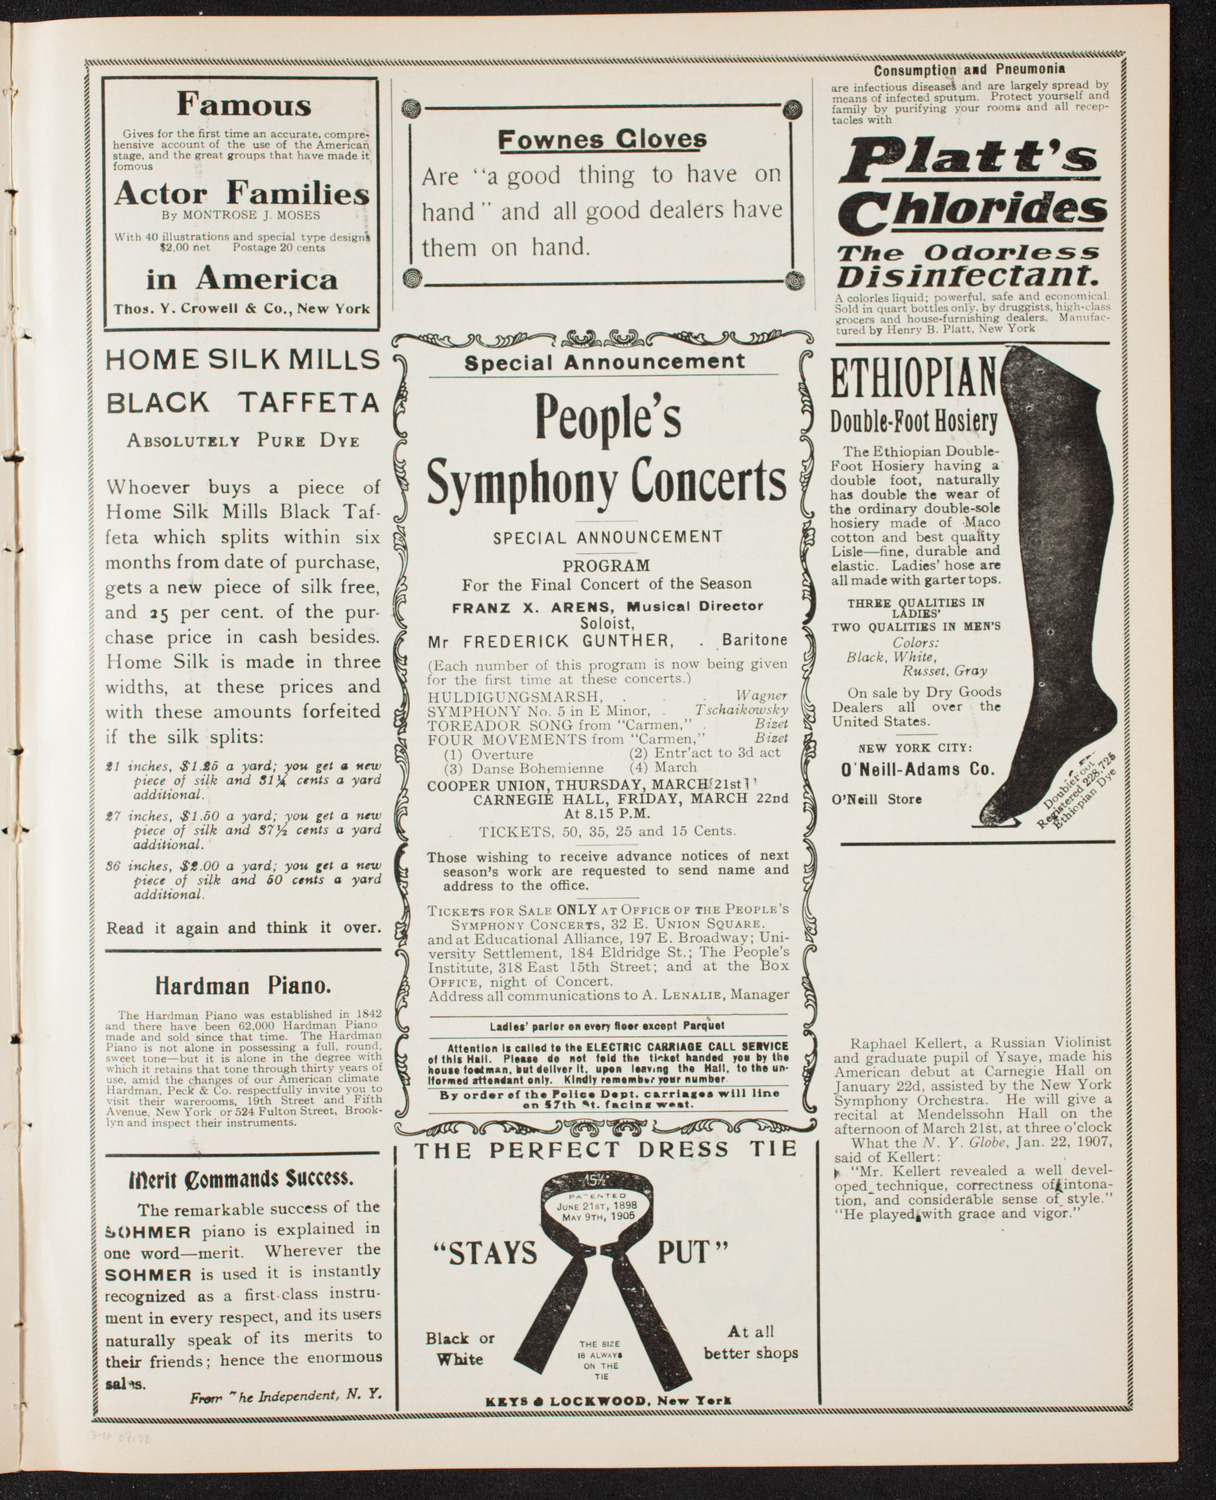 Famous
Gives for the first time an accurate, compre-
hensive account of the use of the American
stage, and the great groups that have made it
fomous
Actor Families
By MONTROSE J. MOSES
With 40 illustrations and special type designs
$2,00 net Postage 20 cents
in America
Thos. Y. Crowell & Co., New York
HOME SILK MILLS
BLACK TAFFETA
ABSOLUTELY PURE DYE
Whoever buys a piece of
Home Silk Mills Black Taf-
feta which splits within six
months from date of purchase,
gets a new piece of silk free,
and 25 per cent. of the pur-
chase price in cash besides.
Home Silk is made in three
widths, at these prices and
with these amounts forfeited
if the silk splits:
21 inches, $1.25 a yard; you get a new
piece of silk and 31¼ cents a yard
additional.
27 inches, $1.50 a yard; you get a new
piece of silk and 37½ cents a yard
additional.
36 inches, $2.00 a yard; you get a new
piece of silk and 50 cents a yard
additional.
Read it again and think it over.
Hardman Piano.
The Hardman Piano was established in 1842
and there have been 62,000 Hardman Piano
made and sold since that time. The Hardman
Piano is not alone in possessing a full, round,
sweet tone—but it is alone in the degree with
which it retains that tone through thirty years of
use, amid the changes of our American climate
Hardman, Peck & Co. respectfully invite you to
visit their warerooms, 19th Street and Fifth
Avenue, New York or 524 Fulton Street, Brook-
lyn and inspect their instruments.
Merit Commands Success.
The remarkable success of the
SOHMER piano is explained in
one word—merit. Wherever the
SOHMER is used it is instantly
recognized as a first-class instru-
ment in every respect, and its users
naturally speak of its merits to
their friends; hence the enormous
sales.
From The Independent, N. Y.
Fownes Gloves
Are "a good thing to have on
hand" and all good dealers have
them on hand.
Special Announcement
People's
Symphony Concerts
SPECIAL ANNOUNCEMENT
PROGRAM
For the Final Concert of the Season
FRANZ X. ARENS, Musical Director
Soloist,
Mr FREDERICK GUNTHER, . Baritone
(Each number of this program is now being given
for the first time at these concerts.)
HULDIGUNGSMARSH, . . . Wagner
SYMPHONY No. 5 in E Minor, . Tschaikowsky
TOREADOR SONG from "Carmen," . Bizet
FOUR MOVEMENTS from "Carmen," Bizet
(1) Overture (2) Entr'act to 3d act
(3) Danse Bohemienne (4) March
COOPER UNION, THURSDAY, MARCH 21st
CARNEGIE HALL, FRIDAY, MARCH 22nd
At 8.15 P.M.
TICKETS, 50, 35, 25 and 15 Cents.
Those wishing to receive advance notices of next
season's work are requested to send name and
address to the office.
TICKETS FOR SALE ONLY AT OFFICE OF THE PEOPLE'S
SYMPHONY CONCERTS, 32 E. UNION SQUARE.
and at Educational Alliance, 197 E. Broadway; Uni-
versity Settlement, 184 Eldridge St.; The People's
Institute, 318 East 15th Street; and at the Box
OFFICE, night of Concert.
Address all communications to A. LENALIE, Manager
Ladies' parlor on every floor except Parquet
Attention is called to the ELECTRIC CARRIAGE CALL SERVICE
of this Hall. Please do not fold the ticket handed you by the
house footman, but deliver it, upon leaving the Hall, to the un-
iformed attendant only. Kindly remember your number.
By order of the Police Dept. carriages will line
on 57th St. facing west.
THE PERFECT DRESS TIE
15½
PATENTED
JUNE 21ST, 1898
MAY 9TH, 1905
"STAYS PUT"
Black or
White
THE SIZE
IS ALWAYS
ON THE
TIE
At all
better shops
KEYS & LOCKWOOD, New York
Consumption and Pneumonia
are infectious diseases and are largely spread by
means of infected sputum. Protect yourself and
family by purifying your rooms and all recep-
tacles with
Platt's
Chlorides
The Odorless
Disinfectant.
A colorles liquid; powerful, safe and economical.
Sold in quart bottles only, by druggists, high-class
grocers and house-furnishing dealers. Manufac-
tured by Henry B. Platt, New York
ETHIOPIAN
Double-Foot Hosiery
The Ethiopian Double-
Foot Hosiery having a
double foot, naturally
has double the wear of
the ordinary double-sole
hosiery made of Maco
cotton and best quality
Lisle—fine, durable and
elastic. Ladies' hose are
all made with garter tops.
THREE QUALITIES IN
LADIES'
TWO QUALITIES IN MEN'S
Colors:
Black, White,
Russet, Gray
On sale by Dry Goods
Dealers all over the
United States.
NEW YORK CITY:
O'Neill-Adams Co.
O'Neill Store
DoubleFoot
Registered 228,725
Ethiopian Dye
Raphael Kellert, a Russian Violinist
and graduate pupil of Ysaye, made his
American debut at Carnegie Hall on
January 22d, assisted by the New York
Symphony Orchestra. He will give a
recital at Mendelssohn Hall on the
afternoon of March 21st, at three o'clock
What the N. Y. Globe, Jan. 22, 1907,
said of Kellert:
"Mr. Kellert revealed a well devel-
oped technique, correctness of intona-
tion, and considerable sense of style."
"He played with grace and vigor."